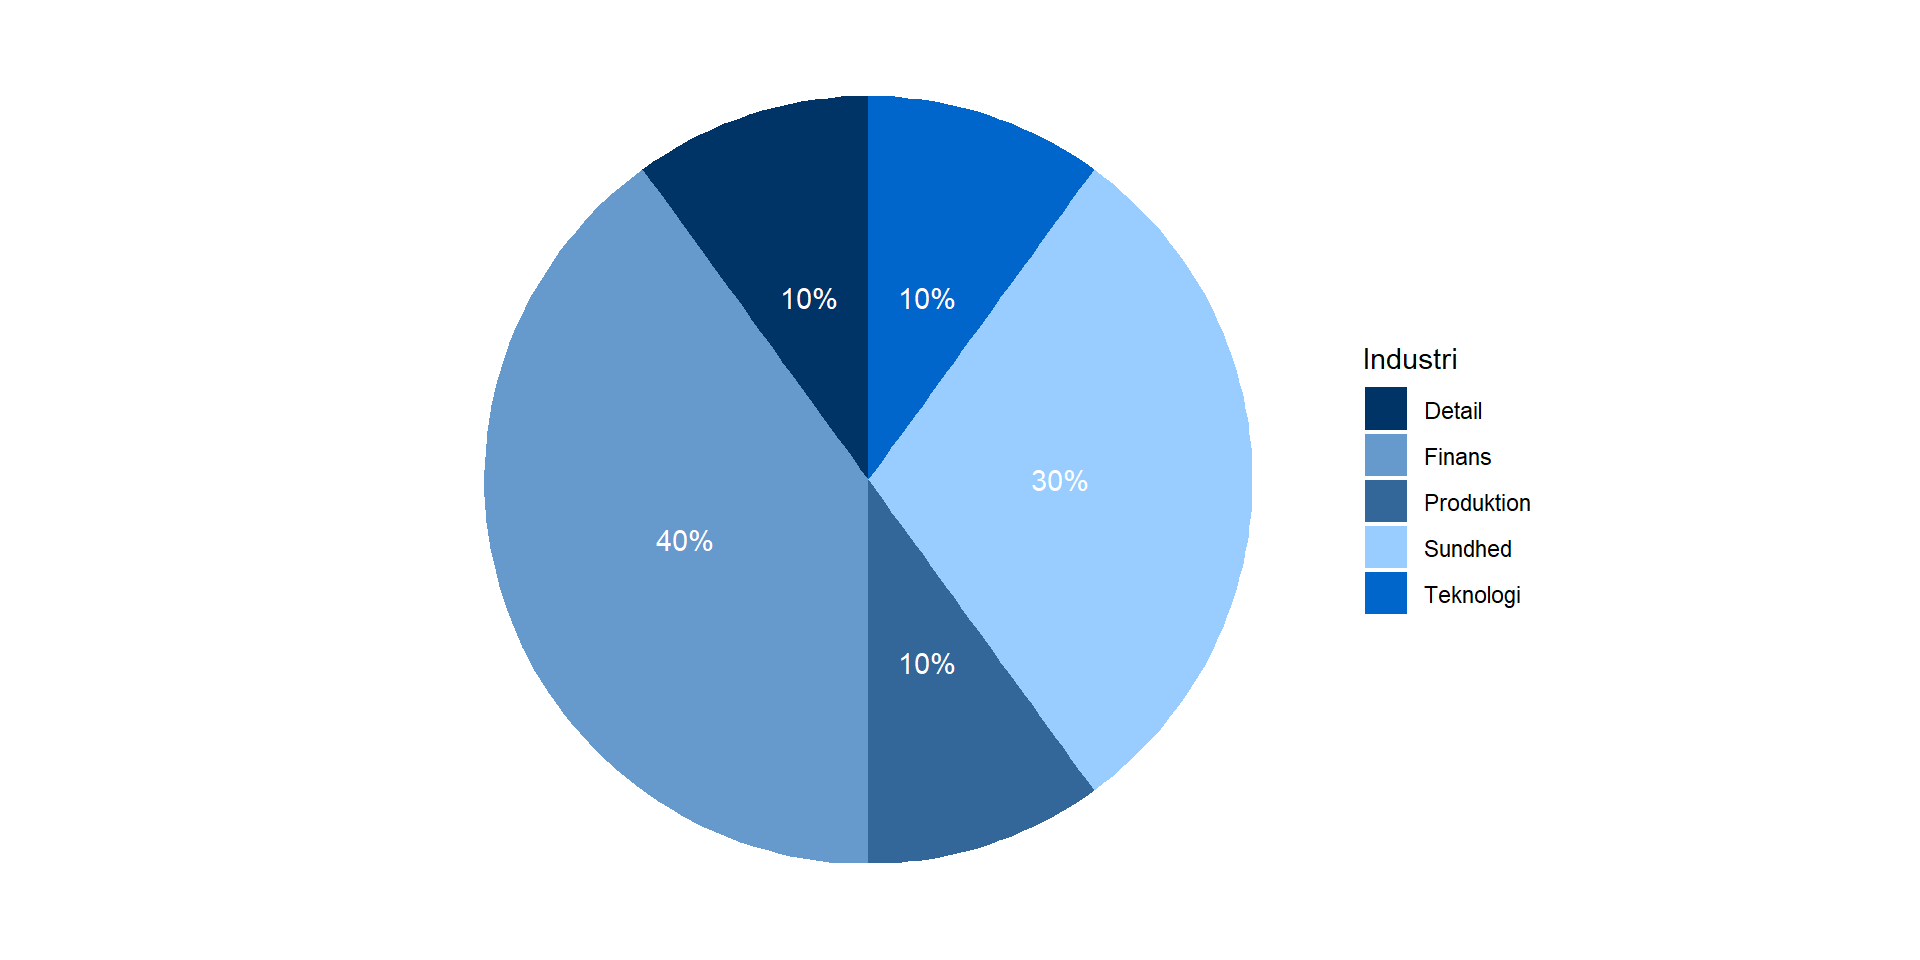 10%
10%
30%
40%
10%
Industri
Detail
Finans
Produktion
Sundhed
Teknologi